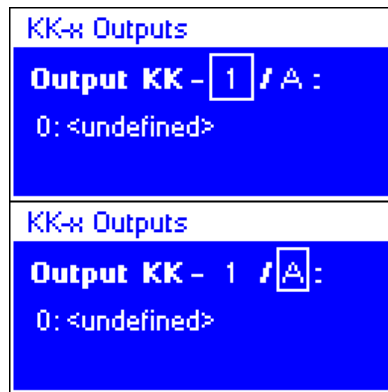 KK-x Outputs
Output KK - 1 / A :
0: <undefined>
KK-x Outputs
Output KK - 1 / A :
0: <undefined>